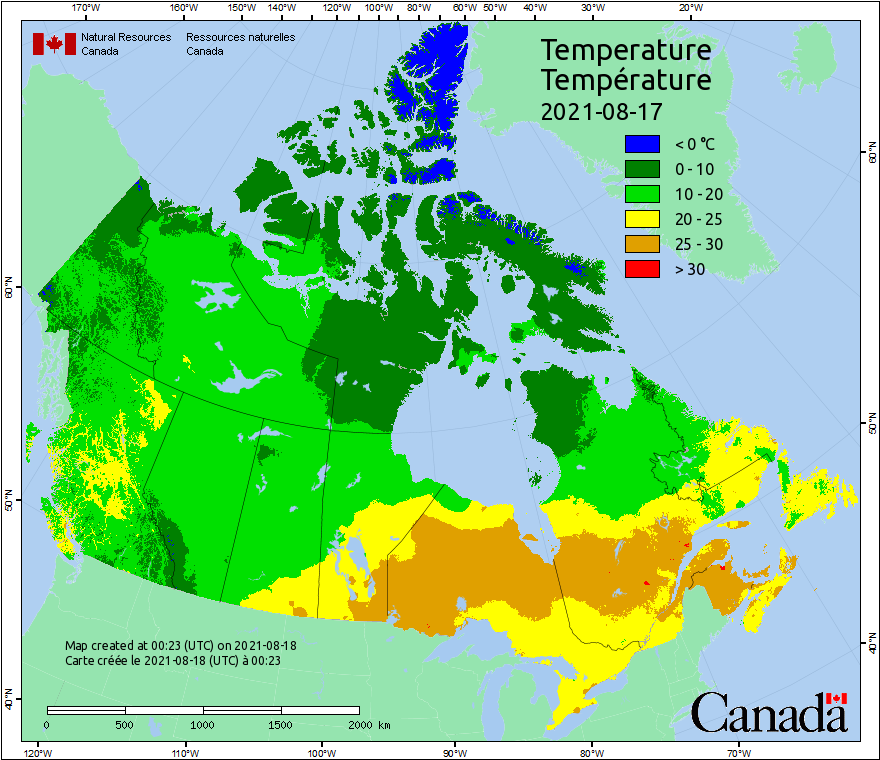 170°W 160°W 150°W 140°W 130°W 120°W 110°W 100°W 80°W 60°W 50°W 40°W 30°W 20°W
Natural Resources Canada
Ressources naturelles Canada
Temperature
Température
2021-08-17
< 0 °C
0 - 10
10 - 20
20 - 25
25 - 30
> 30
60°N
50°N
40°N
60°N
50°N
40°N
Map created at 00:23 (UTC) on 2021-08-18
Carte créée le 2021-08-18 (UTC) à 00:23
0 500 1000 1500 2000 km
Canada
120°W 110°W 100°W 90°W 80°W 70°W